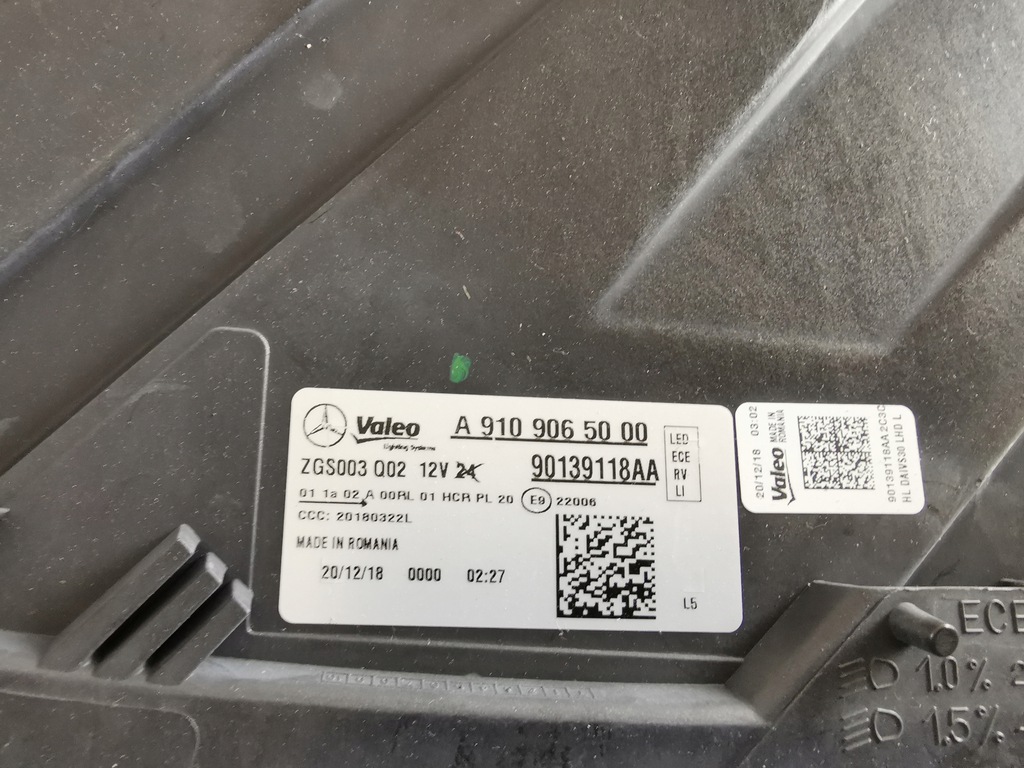 Valeo
Lighting Systems
A 910 906 50 00
ZGS003 Q02 12V 24
90139118AA
LED
ECE
RV
LI
01 1a 02 A 00RL 01 HCR PL 20 E9 22006
CCC: 20180322L
MADE IN ROMANIA
20/12/18 0000 02:27
L5
20/12/18 03:02
Valeo
MADE IN
ROMANIA
90139118AA2C3C
HL DAIVS30 LHD L
ECE
1.0% 2
1.5% -